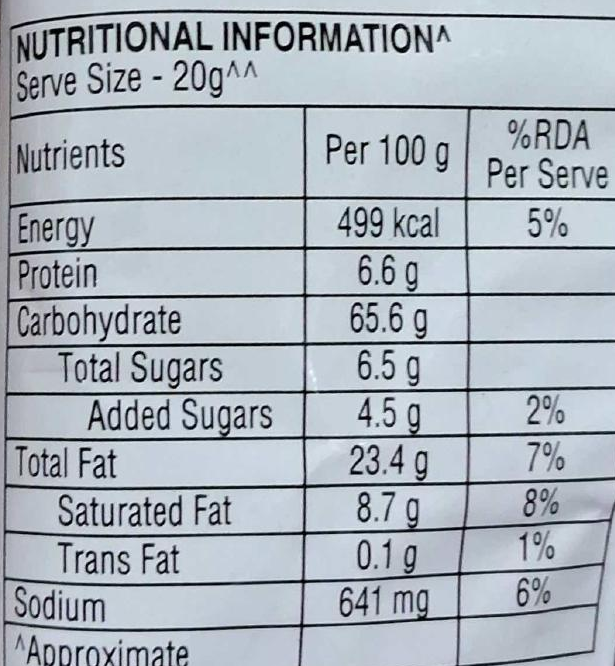 NUTRITIONAL INFORMATION^
Serve Size - 20g^^
Nutrients Per 100 g %RDA Per Serve
Energy 499 kcal 5%
Protein 6.6 g
Carbohydrate 65.6 g
Total Sugars 6.5 g
Added Sugars 4.5 g 2%
Total Fat 23.4 g 7%
Saturated Fat 8.7 g 8%
Trans Fat 0.1 g 1%
Sodium 641 mg 6%
^Approximate